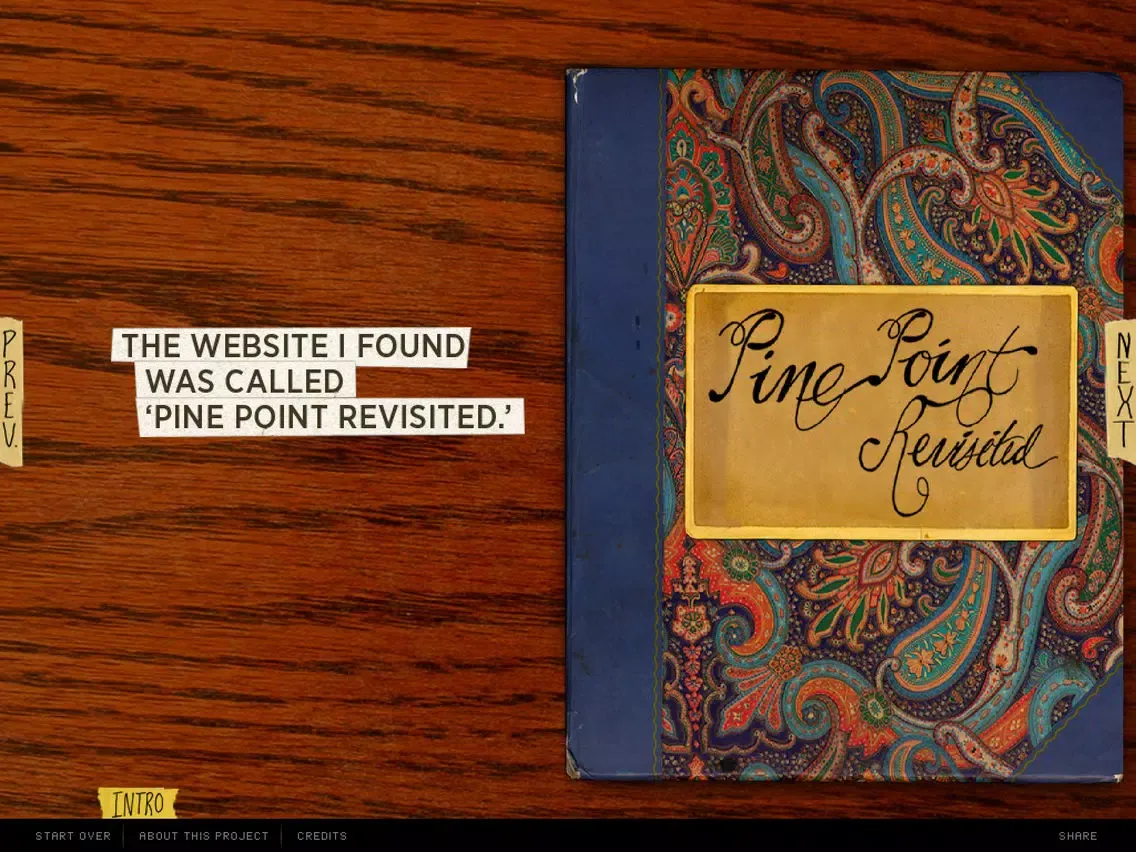 THE WEBSITE I FOUND
WAS CALLED
‘PINE POINT REVISITED.’
Pine Point
Revisited
PREV.
NEXT
INTRO
START OVER
ABOUT THIS PROJECT
CREDITS
SHARE